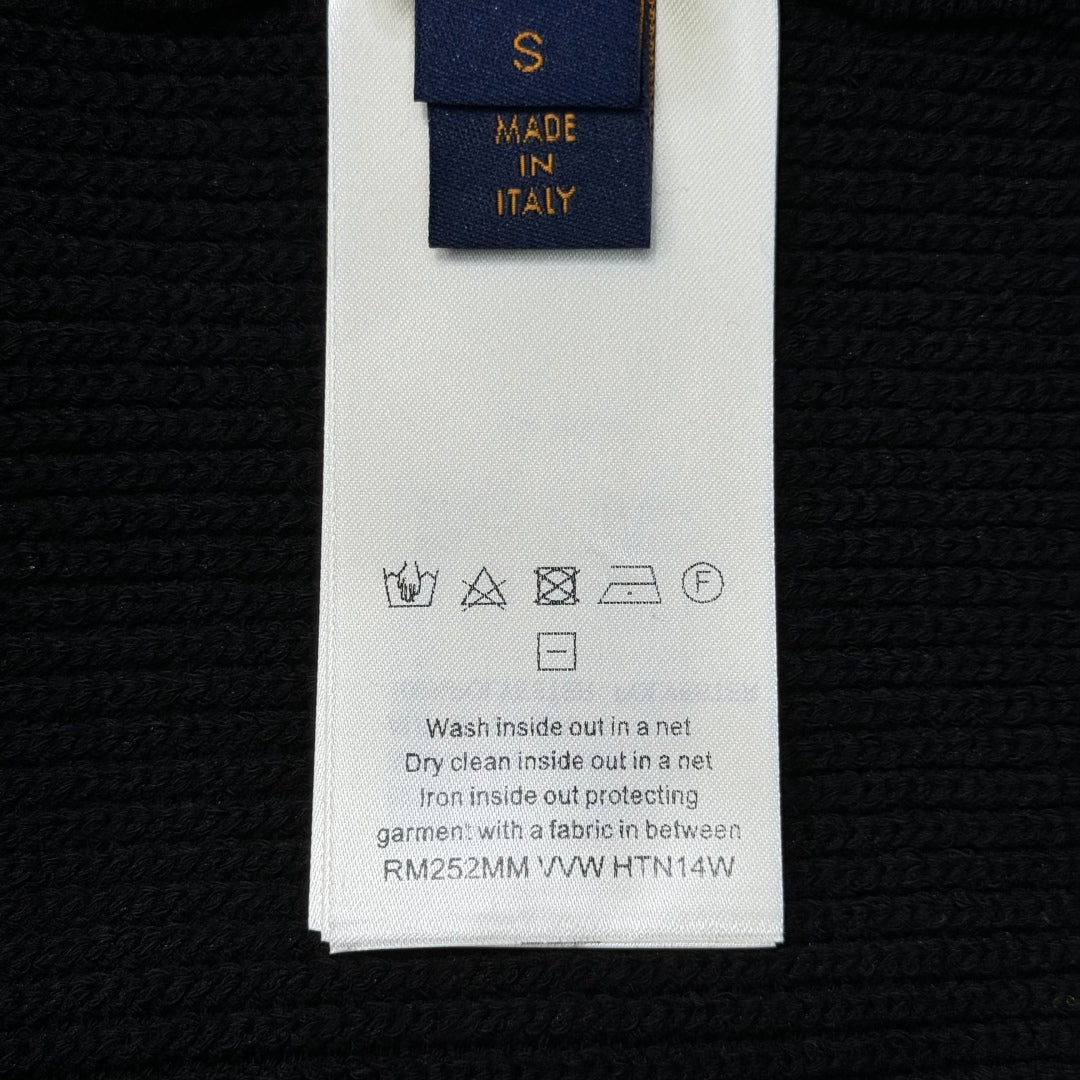 S
MADE
IN
ITALY
F
Wash inside out in a net
Dry clean inside out in a net
Iron inside out protecting
garment with a fabric in between
RM252MM VVW HTN14W